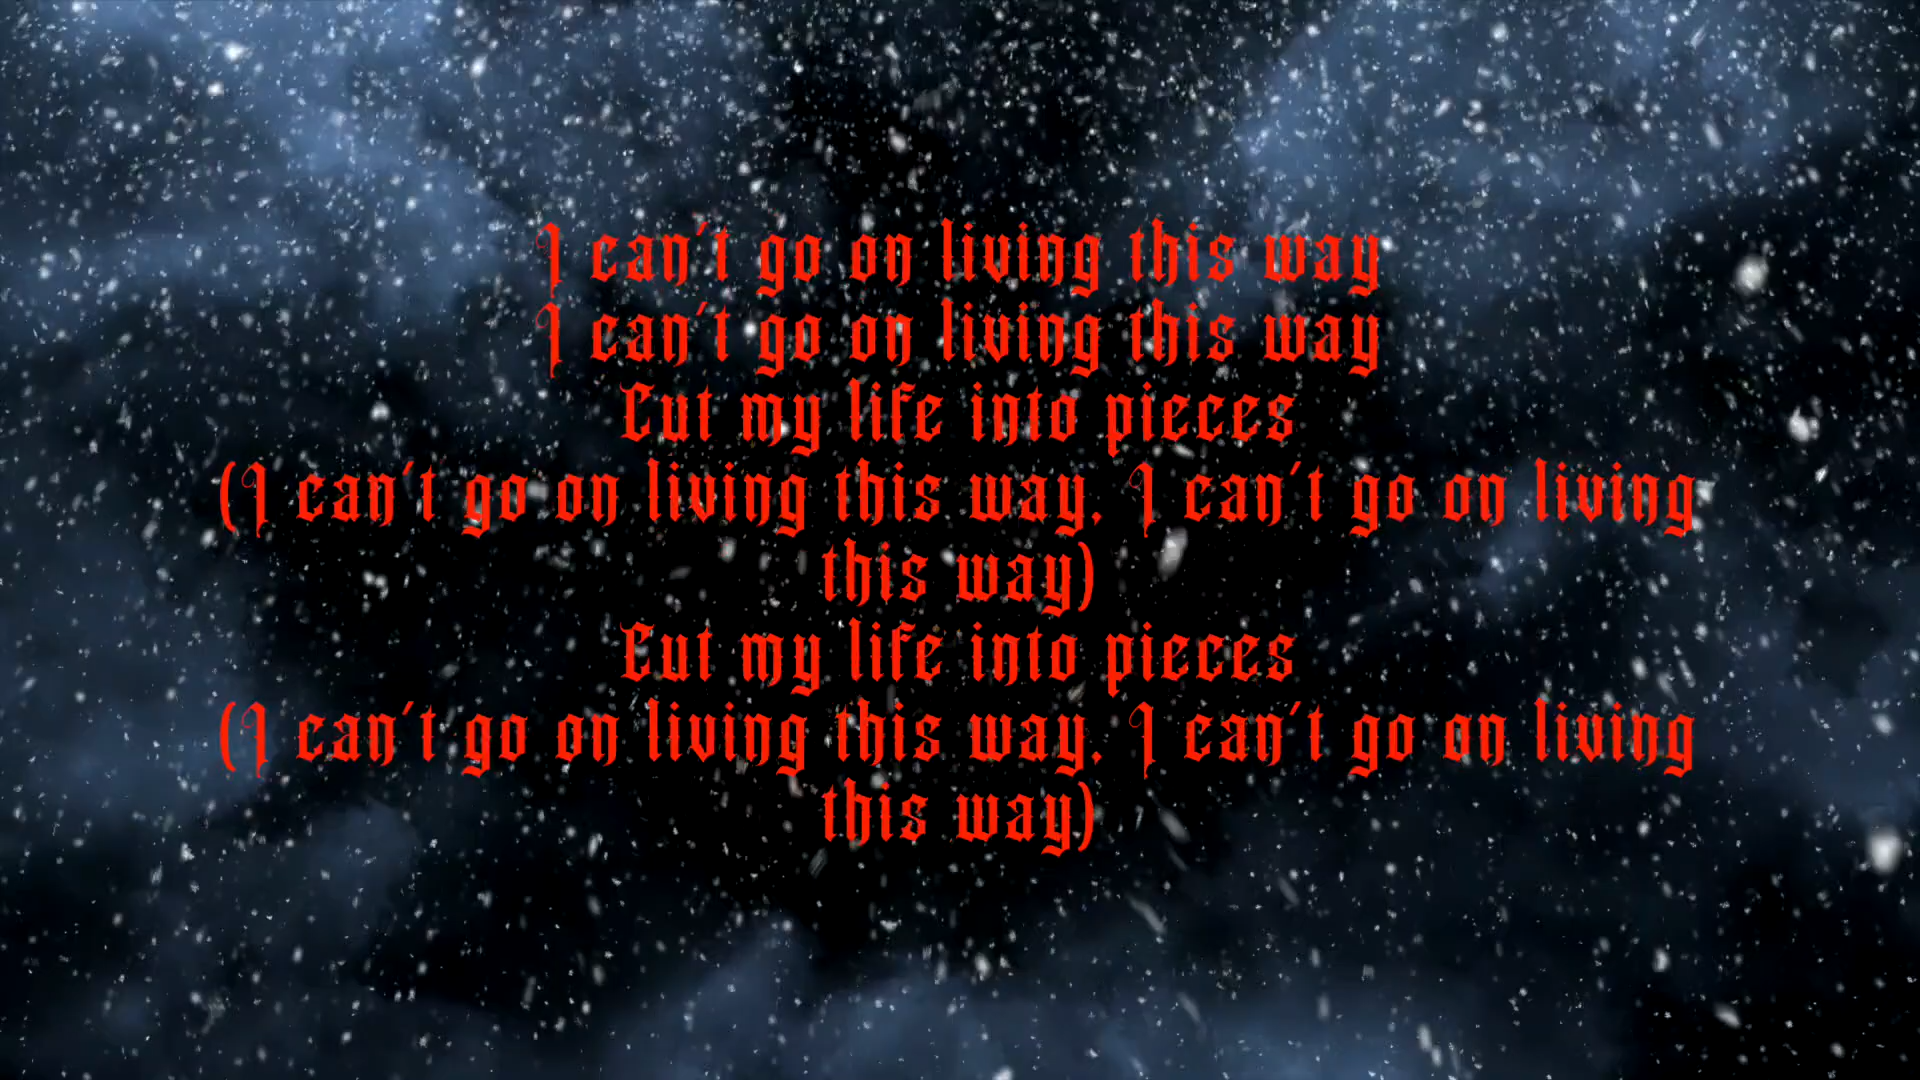 I can't go on living this way
I can't go on living this way
Cut my life into pieces
(I can't go on living this way, I can't go on living
this way)
Cut my life into pieces
(I can't go on living this way, I can't go on living
this way)